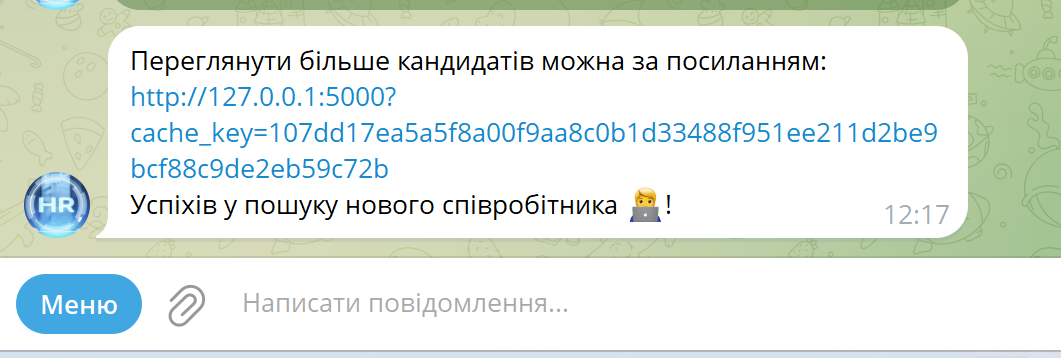 Переглянути більше кандидатів можна за посиланням:
http://127.0.0.1:5000?
cache_key=107dd17ea5a5f8a00f9aa8c0b1d33488f951ee211d2be9
bcf88c9de2eb59c72b
HR
Успіхів у пошуку нового співробітника 👨‍💻!
12:17
Меню
Написати повідомлення...